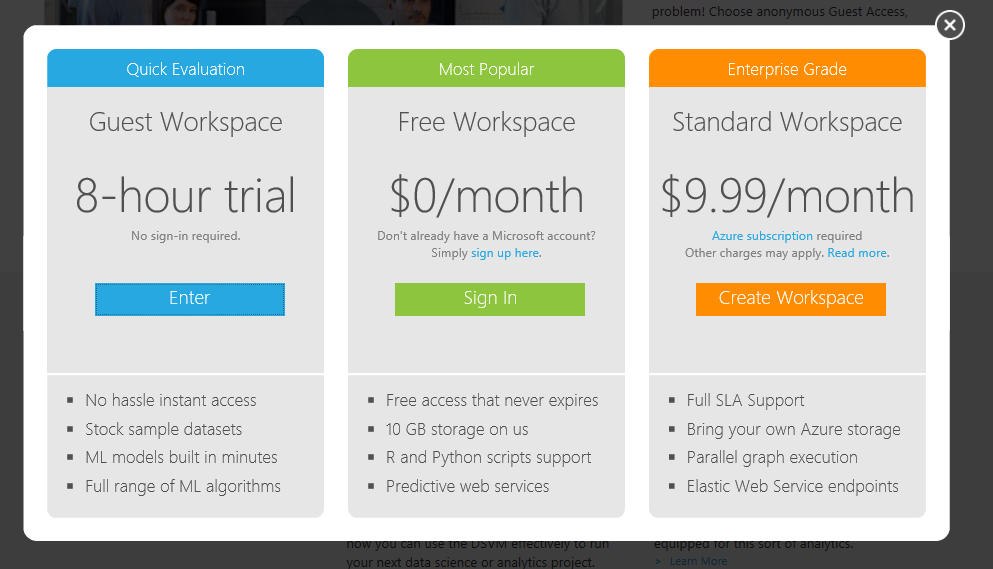 problem! Choose anonymous Guest Access,
Quick Evaluation
Guest Workspace
8-hour trial
No sign-in required.
Enter
No hassle instant access
Stock sample datasets
ML models built in minutes
Full range of ML algorithms
Most Popular
Free Workspace
$0/month
Don't already have a Microsoft account?
Simply sign up here.
Sign In
Free access that never expires
10 GB storage on us
R and Python scripts support
Predictive web services
Enterprise Grade
Standard Workspace
$9.99/month
Azure subscription required
Other charges may apply. Read more.
Create Workspace
Full SLA Support
Bring your own Azure storage
Parallel graph execution
Elastic Web Service endpoints
how you can use the DSVM effectively to run
your next data science or analytics project.
equipped for this sort of analytics.
> Learn More